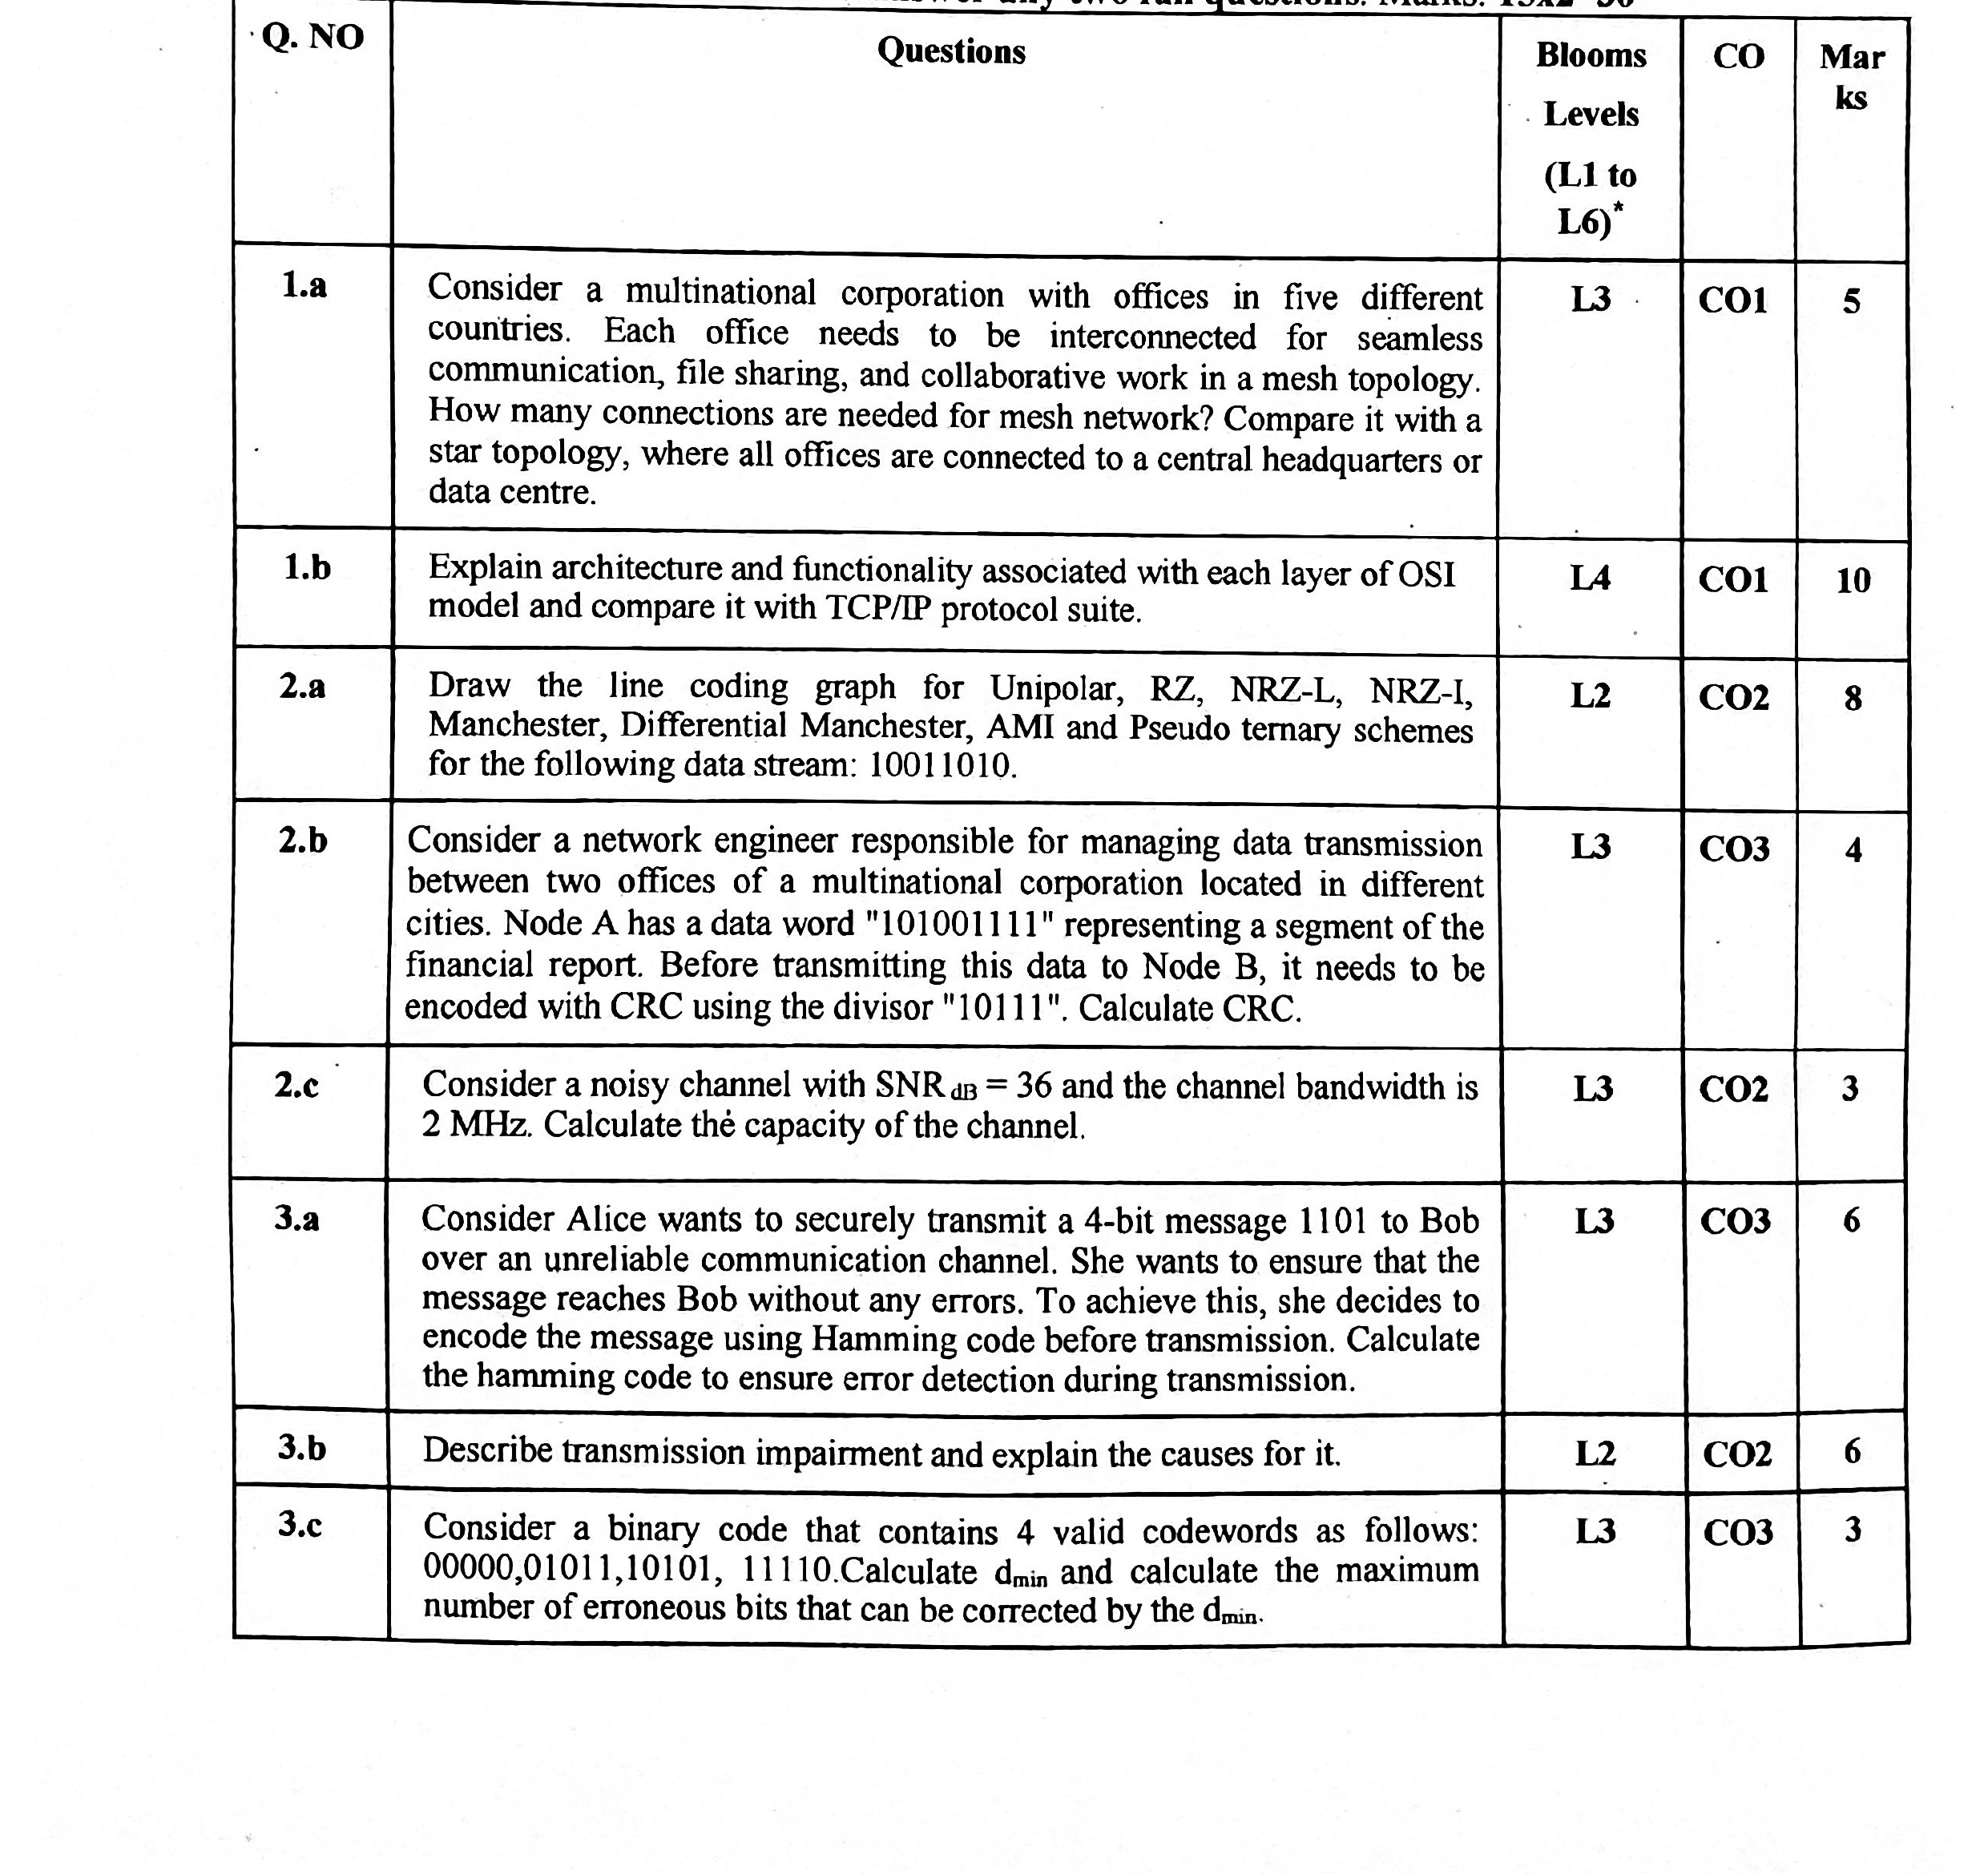 any two full questions. Marks: 15x2
Q. NO
Questions
Blooms
Levels
(L1 to
L6)*
CO
Mar
ks
1.a
Consider a multinational corporation with offices in five different
countries. Each office needs to be interconnected for seamless
communication, file sharing, and collaborative work in a mesh topology.
How many connections are needed for mesh network? Compare it with a
star topology, where all offices are connected to a central headquarters or
data centre.
L3
CO1
5
1.b
Explain architecture and functionality associated with each layer of OSI
model and compare it with TCP/IP protocol suite.
L4
CO1
10
2.a
Draw the line coding graph for Unipolar, RZ, NRZ-L, NRZ-I,
Manchester, Differential Manchester, AMI and Pseudo ternary schemes
for the following data stream: 10011010.
L2
CO2
8
2.b
Consider a network engineer responsible for managing data transmission
between two offices of a multinational corporation located in different
cities. Node A has a data word "101001111" representing a segment of the
financial report. Before transmitting this data to Node B, it needs to be
encoded with CRC using the divisor "10111". Calculate CRC.
L3
CO3
4
2.c
Consider a noisy channel with SNR dB = 36 and the channel bandwidth is
2 MHz. Calculate the capacity of the channel.
L3
CO2
3
3.a
Consider Alice wants to securely transmit a 4-bit message 1101 to Bob
over an unreliable communication channel. She wants to ensure that the
message reaches Bob without any errors. To achieve this, she decides to
encode the message using Hamming code before transmission. Calculate
the hamming code to ensure error detection during transmission.
L3
CO3
6
3.b
Describe transmission impairment and explain the causes for it.
L2
CO2
6
3.c
Consider a binary code that contains 4 valid codewords as follows:
00000,01011,10101, 11110.Calculate dmin and calculate the maximum
number of erroneous bits that can be corrected by the dmin.
L3
CO3
3